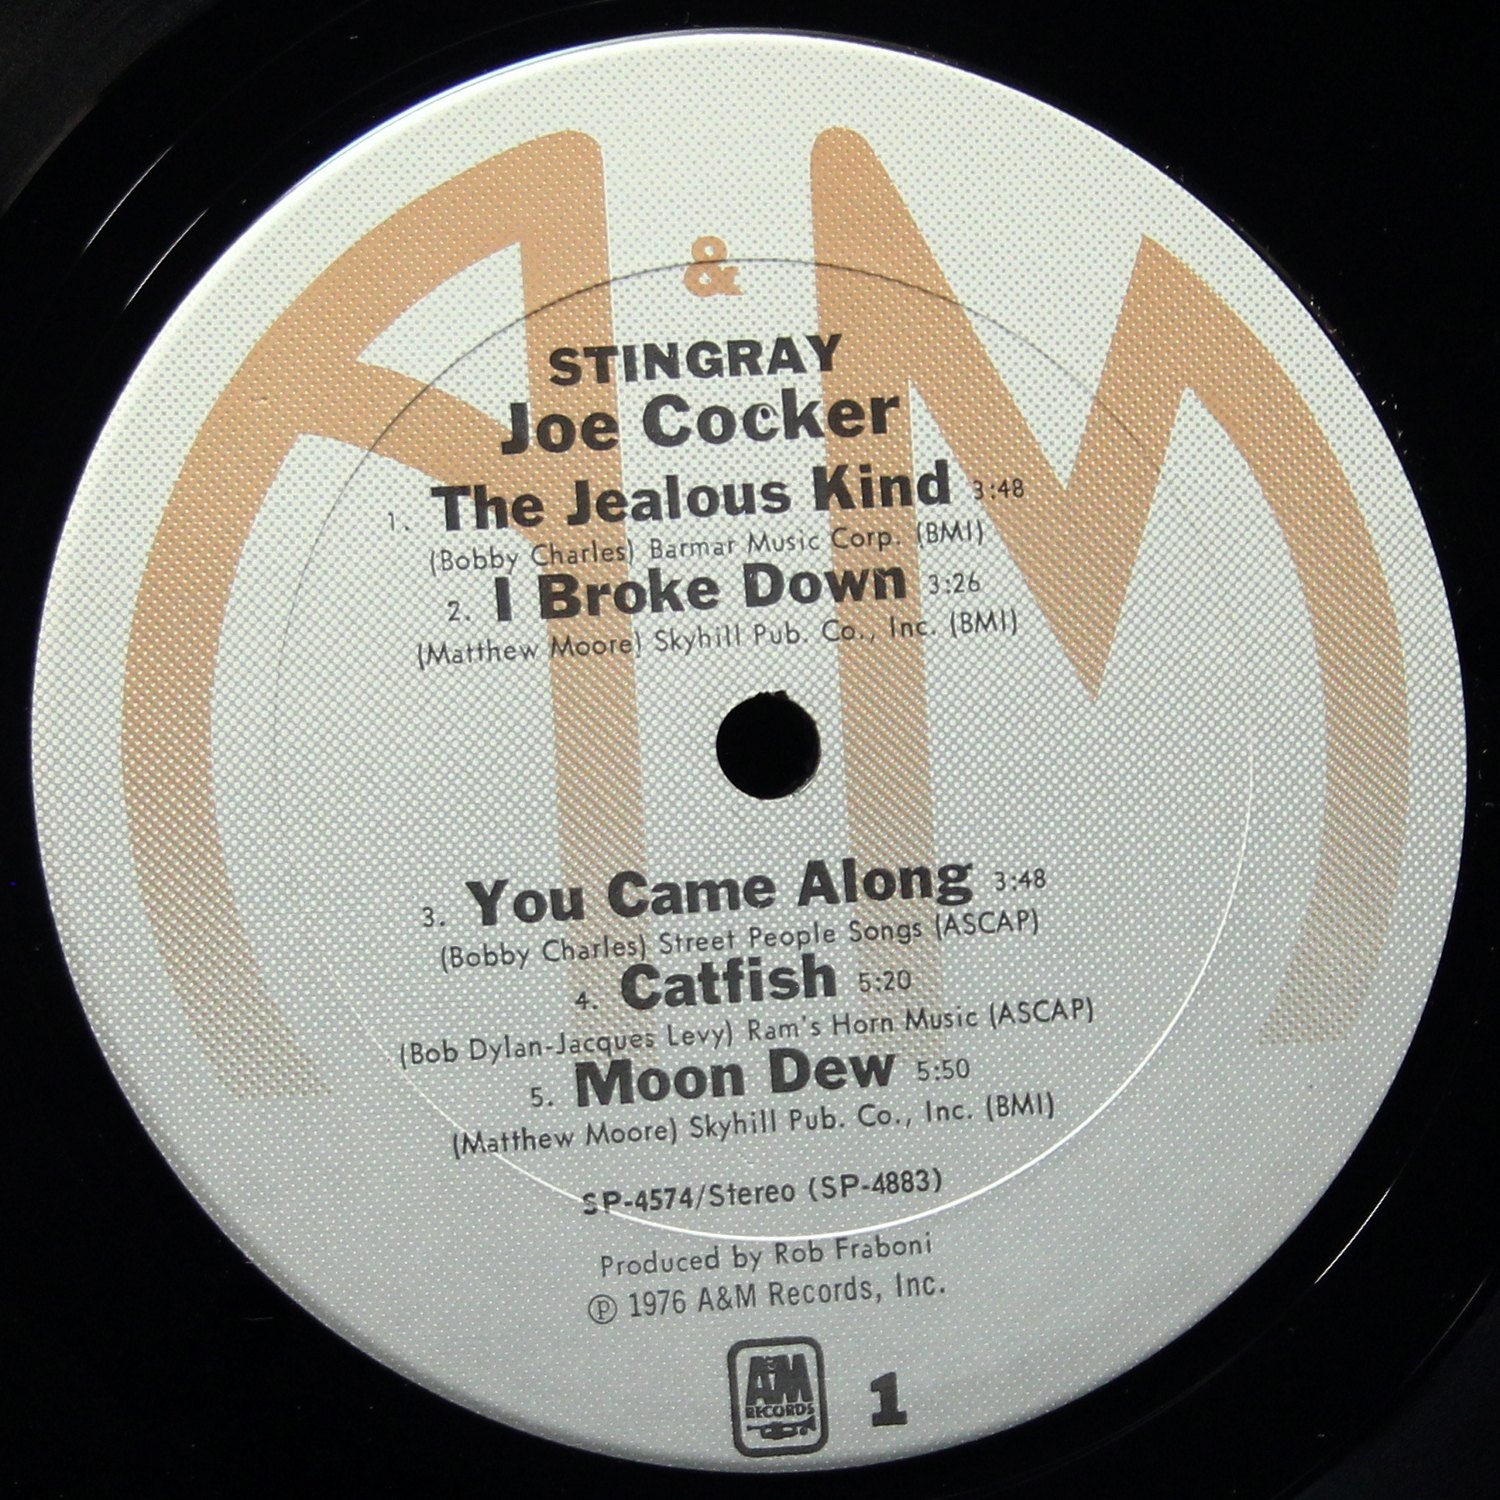 A & M
STINGRAY
Joe Cocker
1. The Jealous Kind 3:48
(Bobby Charles) Barmar Music Corp. (BMI)
2. I Broke Down 3:26
(Matthew Moore) Skyhill Pub. Co., Inc. (BMI)
3. You Came Along 3:48
(Bobby Charles) Street People Songs (ASCAP)
4. Catfish 5:20
(Bob Dylan-Jacques Levy) Ram's Horn Music (ASCAP)
5. Moon Dew 5:50
(Matthew Moore) Skyhill Pub. Co., Inc. (BMI)
SP-4574/Stereo (SP-4883)
Produced by Rob Fraboni
℗ 1976 A&M Records, Inc.
A&M
RECORDS
1